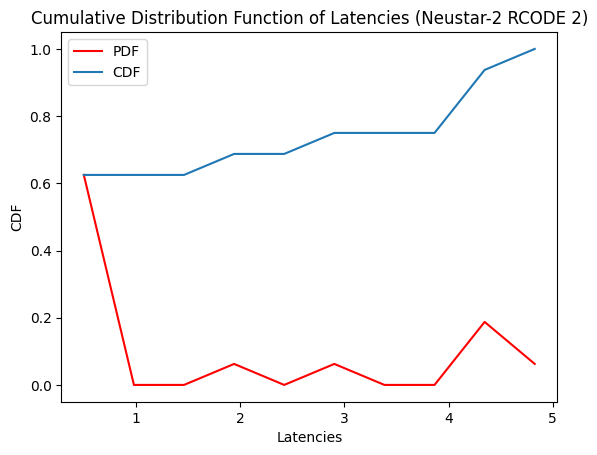 Cumulative Distribution Function of Latencies (Neustar-2 RCODE 2)
PDF
CDF
1.0
0.8
0.6
0.4
0.2
0.0
CDF
1
2
3
4
5
Latencies